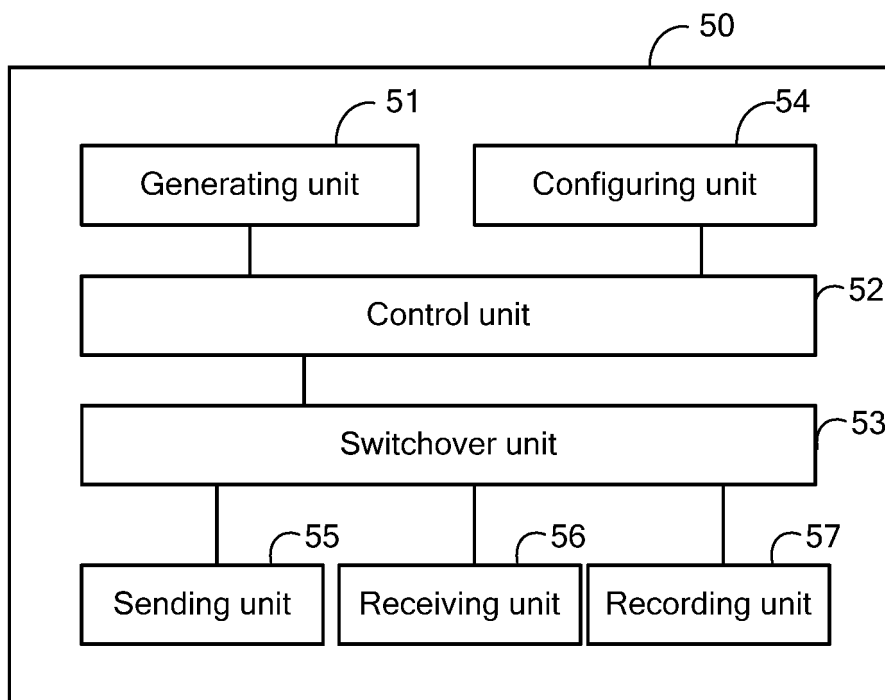 50
51
54
Generating unit
Configuring unit
52
Control unit
53
Switchover unit
55
56
57
Sending unit
Receiving unit
Recording unit